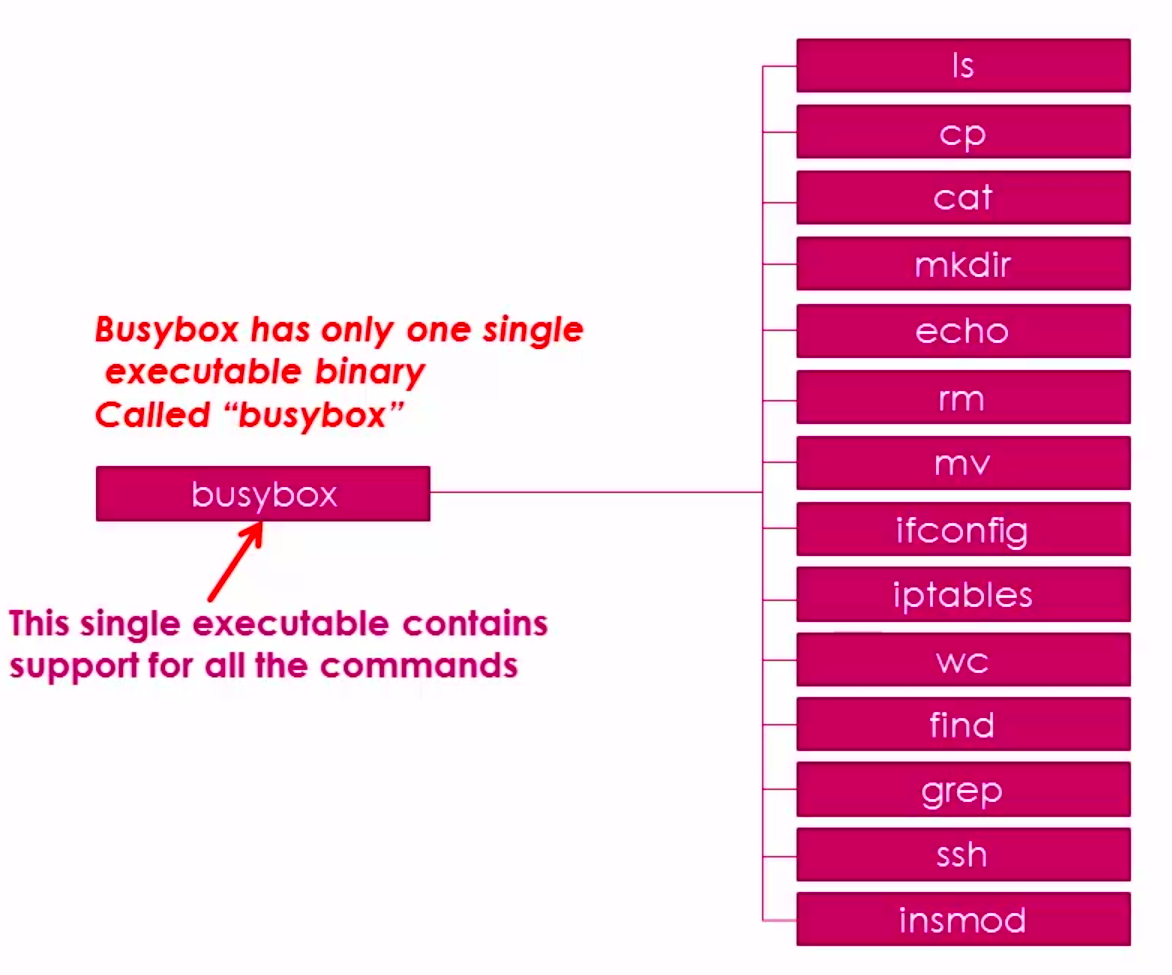 Busybox has only one single
executable binary
Called “busybox”
busybox
This single executable contains
support for all the commands
ls
cp
cat
mkdir
echo
rm
mv
ifconfig
iptables
wc
find
grep
ssh
insmod